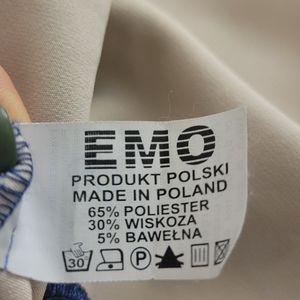 EMO
PRODUKT POLSKI
MADE IN POLAND
65% POLIESTER
30% WISKOZA
5% BAWEŁNA
30 P